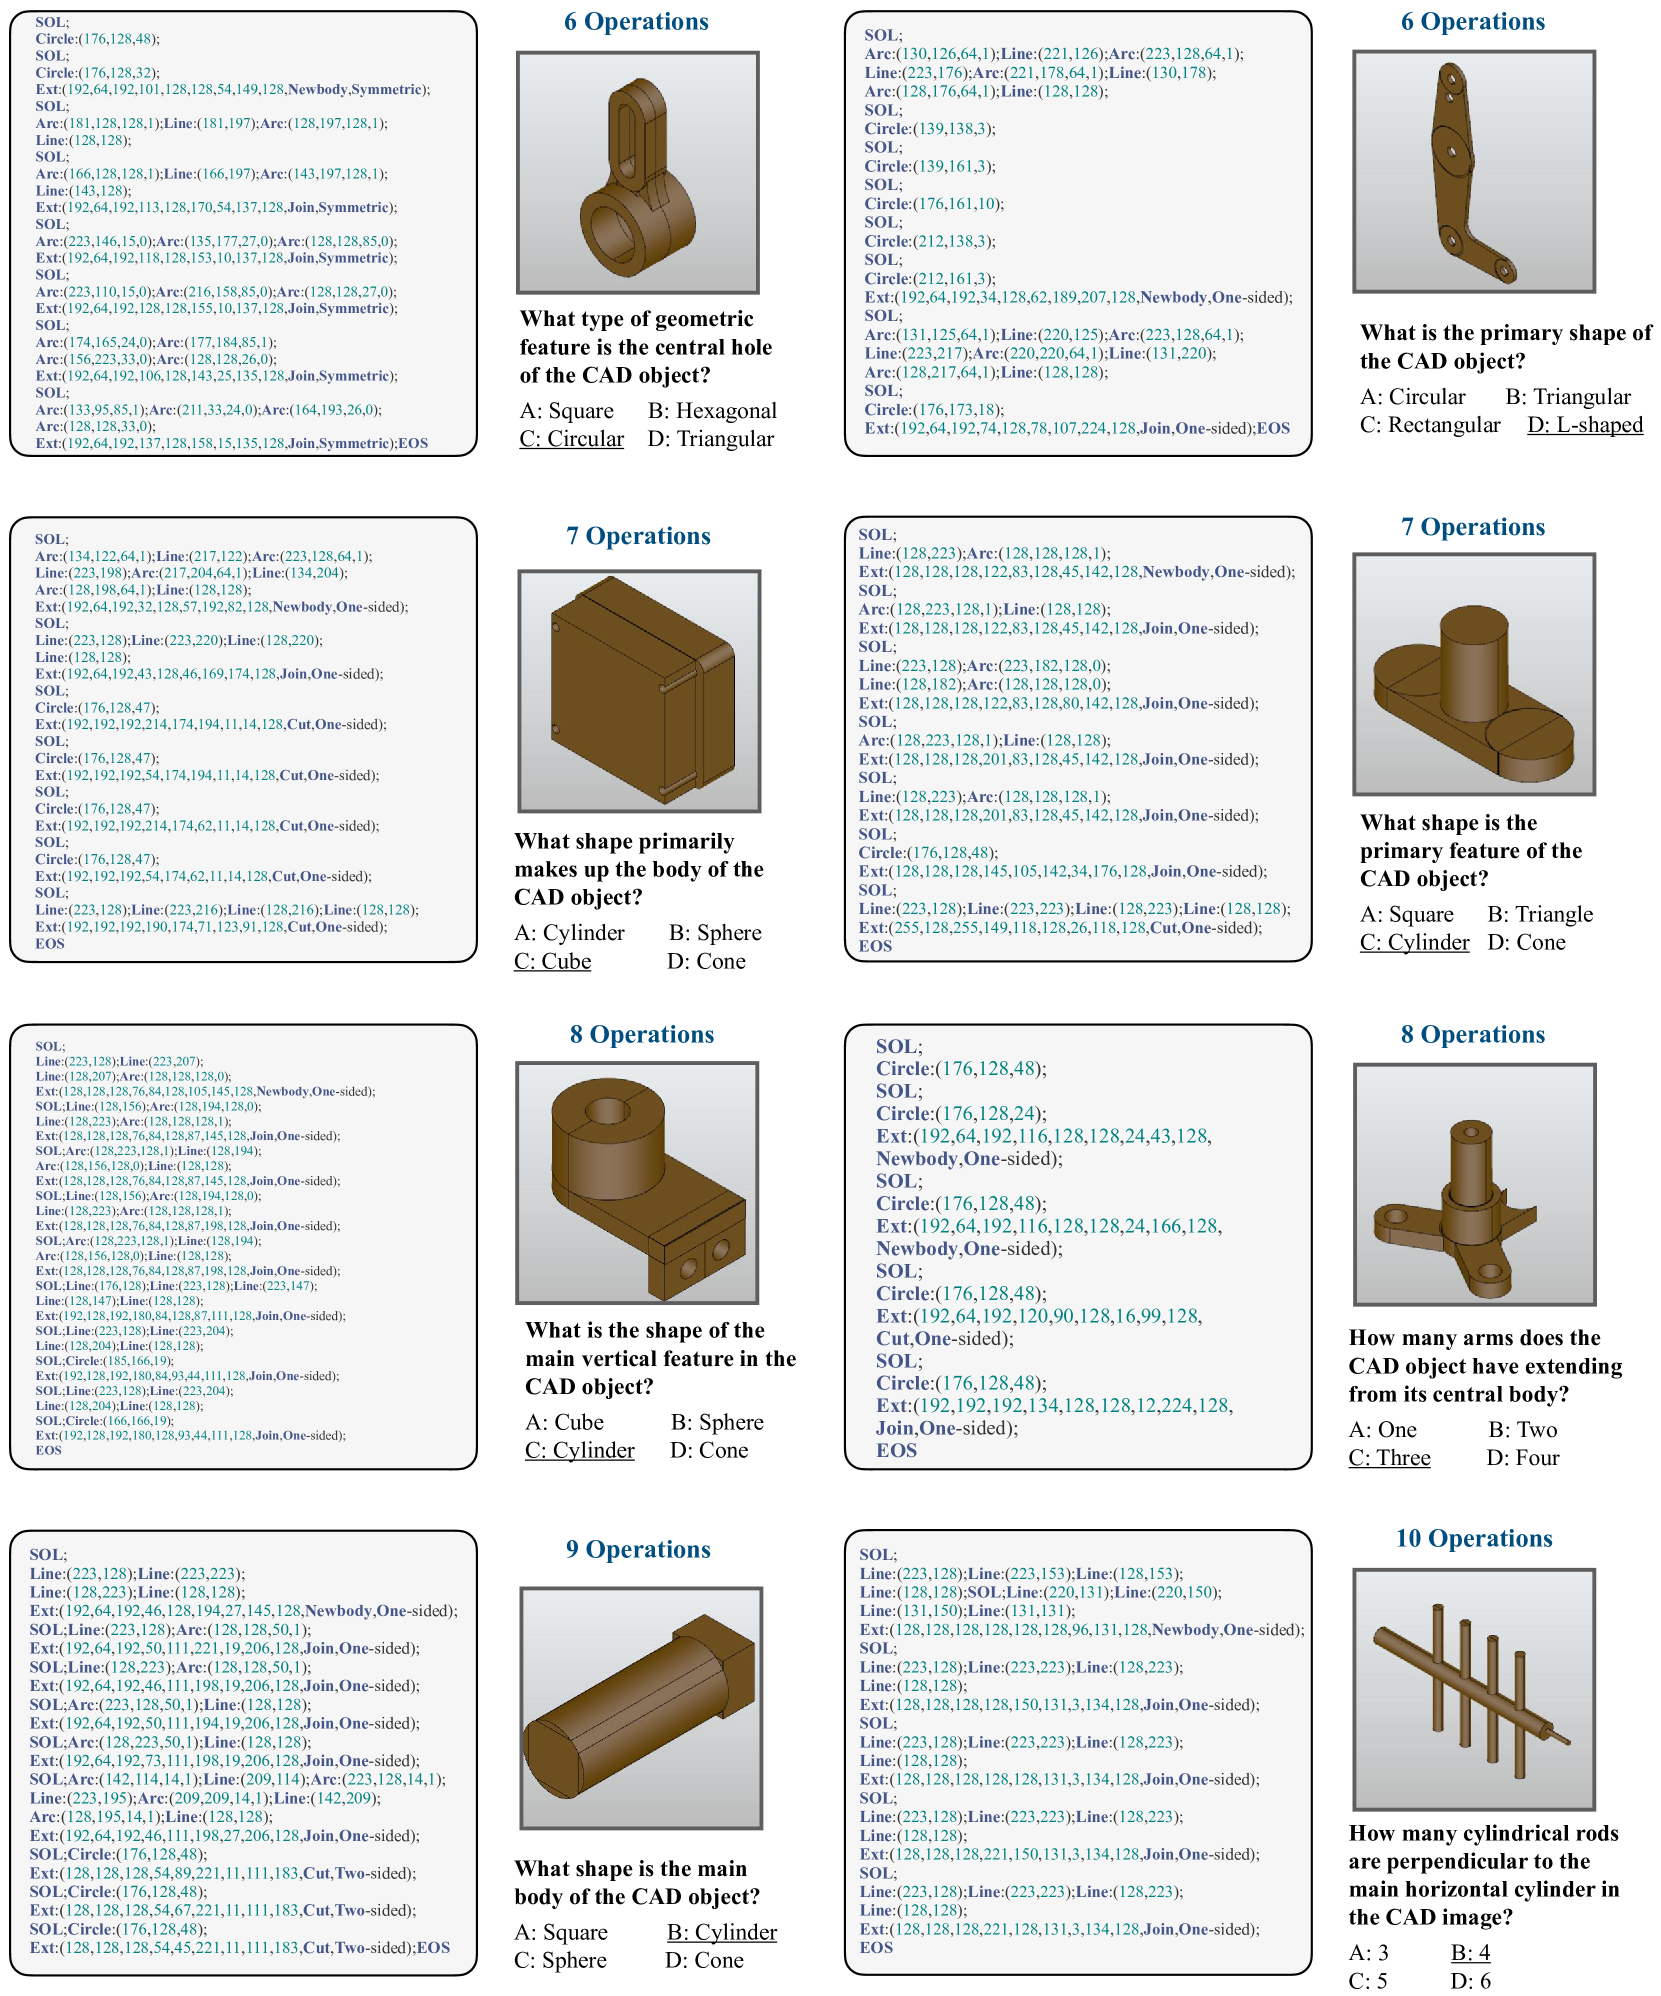 SOL;
Circle:(176,128,48);
SOL;
Circle:(176,128,32);
Ext:(192,64,192,101,128,128,54,149,128,Newbody,Symmetric);
SOL;
Arc:(181,128,128,1);Line:(181,197);Arc:(128,197,128,1);
Line:(128,128);
SOL;
Arc:(166,128,128,1);Line:(166,197);Arc:(143,197,128,1);
Line:(143,128);
Ext:(192,64,192,113,128,170,54,137,128,Join,Symmetric);
SOL;
Arc:(223,146,15,0);Arc:(135,177,27,0);Arc:(128,128,85,0);
Ext:(192,64,192,118,128,153,10,137,128,Join,Symmetric);
SOL;
Arc:(223,110,15,0);Arc:(216,158,85,0);Arc:(128,128,27,0);
Ext:(192,64,192,128,128,155,10,137,128,Join,Symmetric);
SOL;
Arc:(174,165,24,0);Arc:(177,184,85,1);
Arc:(156,223,33,0);Arc:(128,128,26,0);
Ext:(192,64,192,106,128,143,25,135,128,Join,Symmetric);
SOL;
Arc:(133,95,85,1);Arc:(211,33,24,0);Arc:(164,193,26,0);
Arc:(128,128,33,0);
Ext:(192,64,192,137,128,158,15,135,128,Join,Symmetric);EOS
6 Operations
What type of geometric
feature is the central hole
of the CAD object?
A: Square B: Hexagonal
C: Circular D: Triangular
SOL;
Arc:(130,126,64,1);Line:(221,126);Arc:(223,128,64,1);
Line:(223,176);Arc:(221,178,64,1);Line:(130,178);
Arc:(128,176,64,1);Line:(128,128);
SOL;
Circle:(139,138,3);
SOL;
Circle:(139,161,3);
SOL;
Circle:(176,161,10);
SOL;
Circle:(212,138,3);
SOL;
Circle:(212,161,3);
Ext:(192,64,192,34,128,62,189,207,128,Newbody,One-sided);
SOL;
Arc:(131,125,64,1);Line:(220,125);Arc:(223,128,64,1);
Line:(223,217);Arc:(220,220,64,1);Line:(131,220);
Arc:(128,217,64,1);Line:(128,128);
SOL;
Circle:(176,173,18);
Ext:(192,64,192,74,128,78,107,224,128,Join,One-sided);EOS
6 Operations
What is the primary shape of
the CAD object?
A: Circular B: Triangular
C: Rectangular D: L-shaped
SOL;
Arc:(134,122,64,1);Line:(217,122);Arc:(223,128,64,1);
Line:(223,198);Arc:(217,204,64,1);Line:(134,204);
Arc:(128,198,64,1);Line:(128,128);
Ext:(192,64,192,32,128,57,192,82,128,Newbody,One-sided);
SOL;
Line:(223,128);Line:(223,220);Line:(128,220);
Line:(128,128);
Ext:(192,64,192,43,128,46,169,174,128,Join,One-sided);
SOL;
Circle:(176,128,47);
Ext:(192,192,192,214,174,194,11,14,128,Cut,One-sided);
SOL;
Circle:(176,128,47);
Ext:(192,192,192,54,174,194,11,14,128,Cut,One-sided);
SOL;
Circle:(176,128,47);
Ext:(192,192,192,214,174,62,11,14,128,Cut,One-sided);
SOL;
Circle:(176,128,47);
Ext:(192,192,192,54,174,62,11,14,128,Cut,One-sided);
SOL;
Line:(223,128);Line:(223,216);Line:(128,216);Line:(128,128);
Ext:(192,192,192,190,174,71,123,91,128,Cut,One-sided);
EOS
7 Operations
What shape primarily
makes up the body of the
CAD object?
A: Cylinder B: Sphere
C: Cube D: Cone
SOL;
Line:(128,223);Arc:(128,128,128,1);
Ext:(128,128,128,122,83,128,45,142,128,Newbody,One-sided);
SOL;
Arc:(128,223,128,1);Line:(128,128);
Ext:(128,128,128,122,83,128,45,142,128,Join,One-sided);
SOL;
Line:(223,128);Arc:(223,182,128,0);
Line:(128,182);Arc:(128,128,128,0);
Ext:(128,128,128,122,83,128,80,142,128,Join,One-sided);
SOL;
Arc:(128,223,128,1);Line:(128,128);
Ext:(128,128,128,201,83,128,45,142,128,Join,One-sided);
SOL;
Line:(128,223);Arc:(128,128,128,1);
Ext:(128,128,128,201,83,128,45,142,128,Join,One-sided);
SOL;
Circle:(176,128,48);
Ext:(128,128,128,145,105,142,34,176,128,Join,One-sided);
SOL;
Line:(223,128);Line:(223,223);Line:(128,223);Line:(128,128);
Ext:(255,128,255,149,118,128,26,118,128,Cut,One-sided);
EOS
7 Operations
What shape is the
primary feature of the
CAD object?
A: Square B: Triangle
C: Cylinder D: Cone
SOL;
Line:(223,128);Line:(223,207);
Line:(128,207);Arc:(128,128,128,0);
Ext:(128,128,128,76,84,128,105,145,128,Newbody,One-sided);
SOL;Line:(128,156);Arc:(128,194,128,0);
Line:(128,223);Arc:(128,128,128,1);
Ext:(128,128,128,76,84,128,87,145,128,Join,One-sided);
SOL;Arc:(128,223,128,1);Line:(128,194);
Arc:(128,156,128,0);Line:(128,128);
Ext:(128,128,128,76,84,128,87,145,128,Join,One-sided);
SOL;Line:(128,156);Arc:(128,194,128,0);
Line:(128,223);Arc:(128,128,128,1);
Ext:(128,128,128,76,84,128,87,198,128,Join,One-sided);
SOL;Arc:(128,223,128,1);Line:(128,194);
Arc:(128,156,128,0);Line:(128,128);
Ext:(128,128,128,76,84,128,87,198,128,Join,One-sided);
SOL;Line:(176,128);Line:(223,128);Line:(223,147);
Line:(128,147);Line:(128,128);
Ext:(192,128,192,180,84,128,87,111,128,Join,One-sided);
SOL;Line:(223,128);Line:(223,204);
Line:(128,204);Line:(128,128);
SOL;Circle:(185,166,19);
Ext:(192,128,192,180,84,93,44,111,128,Join,One-sided);
SOL;Line:(223,128);Line:(223,204);
Line:(128,204);Line:(128,128);
SOL;Circle:(166,166,19);
Ext:(192,128,192,180,128,93,44,111,128,Join,One-sided);
EOS
8 Operations
What is the shape of the
main vertical feature in the
CAD object?
A: Cube B: Sphere
C: Cylinder D: Cone
SOL;
Circle:(176,128,48);
SOL;
Circle:(176,128,24);
Ext:(192,64,192,116,128,128,24,43,128,
Newbody,One-sided);
SOL;
Circle:(176,128,48);
Ext:(192,64,192,116,128,128,24,166,128,
Newbody,One-sided);
SOL;
Circle:(176,128,48);
Ext:(192,64,192,120,90,128,16,99,128,
Cut,One-sided);
SOL;
Circle:(176,128,48);
Ext:(192,192,192,134,128,128,12,224,128,
Join,One-sided);
EOS
8 Operations
How many arms does the
CAD object have extending
from its central body?
A: One B: Two
C: Three D: Four
SOL;
Line:(223,128);Line:(223,223);
Line:(128,223);Line:(128,128);
Ext:(192,64,192,46,128,194,27,145,128,Newbody,One-sided);
SOL;Line:(223,128);Arc:(128,128,50,1);
Ext:(192,64,192,50,111,221,19,206,128,Join,One-sided);
SOL;Line:(128,223);Arc:(128,128,50,1);
Ext:(192,64,192,46,111,198,19,206,128,Join,One-sided);
SOL;Arc:(223,128,50,1);Line:(128,128);
Ext:(192,64,192,50,111,194,19,206,128,Join,One-sided);
SOL;Arc:(128,223,50,1);Line:(128,128);
Ext:(192,64,192,73,111,198,19,206,128,Join,One-sided);
SOL;Arc:(142,114,14,1);Line:(209,114);Arc:(223,128,14,1);
Line:(223,195);Arc:(209,209,14,1);Line:(142,209);
Arc:(128,195,14,1);Line:(128,128);
Ext:(192,64,192,46,111,198,27,206,128,Join,One-sided);
SOL;Circle:(176,128,48);
Ext:(128,128,128,54,89,221,11,111,183,Cut,Two-sided);
SOL;Circle:(176,128,48);
Ext:(128,128,128,54,67,221,11,111,183,Cut,Two-sided);
SOL;Circle:(176,128,48);
Ext:(128,128,128,54,45,221,11,111,183,Cut,Two-sided);EOS
9 Operations
What shape is the main
body of the CAD object?
A: Square B: Cylinder
C: Sphere D: Cone
SOL;
Line:(223,128);Line:(223,153);Line:(128,153);
Line:(128,128);SOL;Line:(220,131);Line:(220,150);
Line:(131,150);Line:(131,131);
Ext:(128,128,128,128,128,128,96,131,128,Newbody,One-sided);
SOL;
Line:(223,128);Line:(223,223);Line:(128,223);
Line:(128,128);
Ext:(128,128,128,128,150,131,3,134,128,Join,One-sided);
SOL;
Line:(223,128);Line:(223,223);Line:(128,223);
Line:(128,128);
Ext:(128,128,128,128,128,131,3,134,128,Join,One-sided);
SOL;
Line:(223,128);Line:(223,223);Line:(128,223);
Line:(128,128);
Ext:(128,128,128,221,150,131,3,134,128,Join,One-sided);
SOL;
Line:(223,128);Line:(223,223);Line:(128,223);
Line:(128,128);
Ext:(128,128,128,221,128,131,3,134,128,Join,One-sided);
EOS
10 Operations
How many cylindrical rods
are perpendicular to the
main horizontal cylinder in
the CAD image?
A: 3 B: 4
C: 5 D: 6